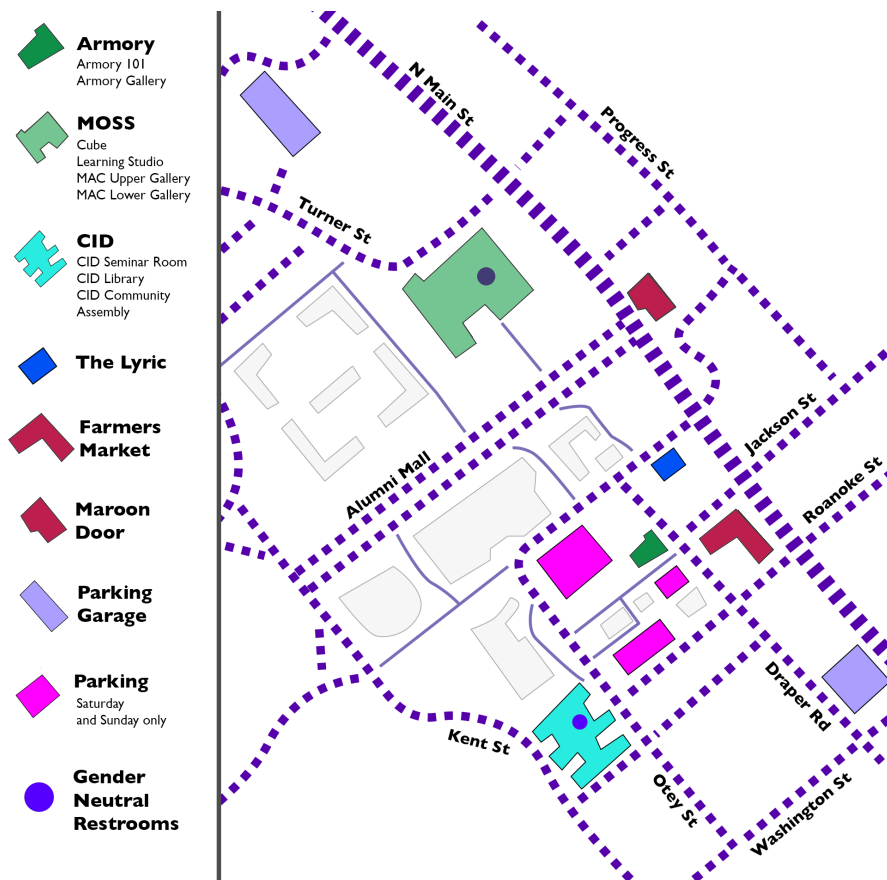 Armory
Armory 101
Armory Gallery
MOSS
Cube
Learning Studio
MAC Upper Gallery
MAC Lower Gallery
CID
CID Seminar Room
CID Library
CID Community
Assembly
The Lyric
Farmers
Market
Maroon
Door
Parking
Garage
Parking
Saturday
and Sunday only
Gender
Neutral
Restrooms
N Main St
Progress St
Turner St
Alumni Mall
Jackson St
Roanoke St
Draper Rd
Kent St
Otey St
Washington St